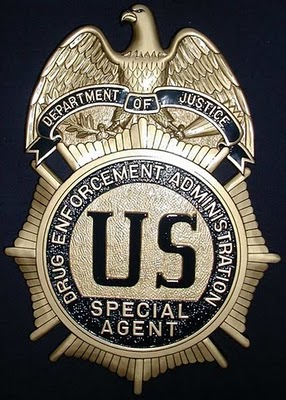 DEPARTMENT OF JUSTICE
DRUG ENFORCEMENT ADMINISTRATION
US
SPECIAL
AGENT